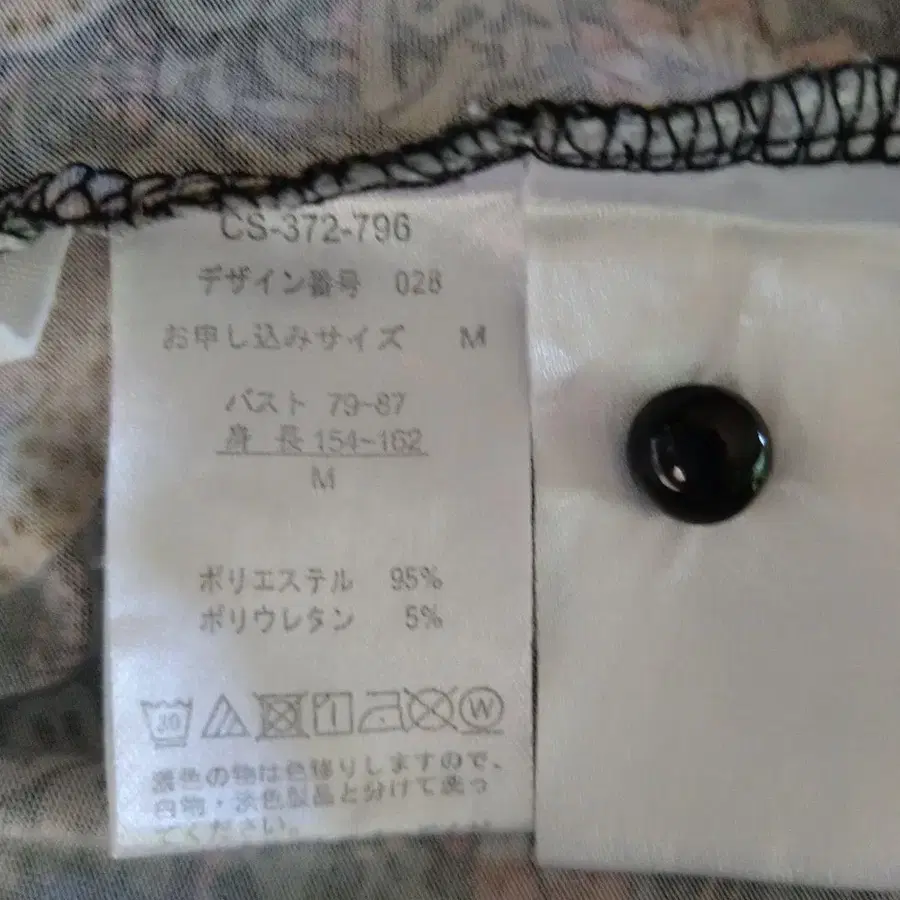 CS-372-796
デザイン番号 028
お申し込みサイズ M
バスト 79-87
身長 154-162
M
ポリエステル 95%
ポリウレタン 5%
30 W
濃色の物は色移りしますので、
白物・淡色製品と分けて洗っ
てください。